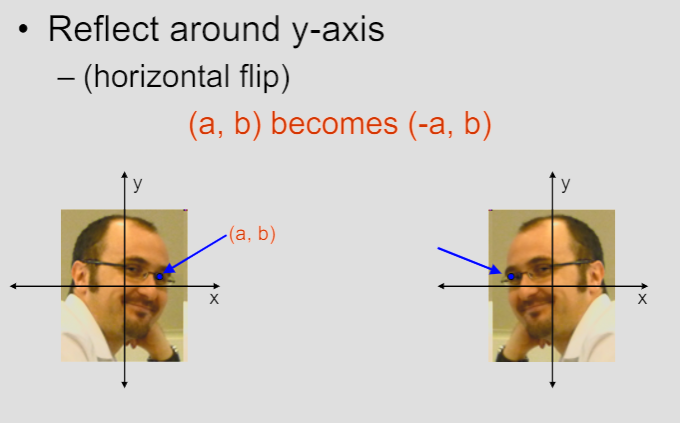 • Reflect around y-axis
– (horizontal flip)
(a, b) becomes (-a, b)
y
(a, b)
x
y
x